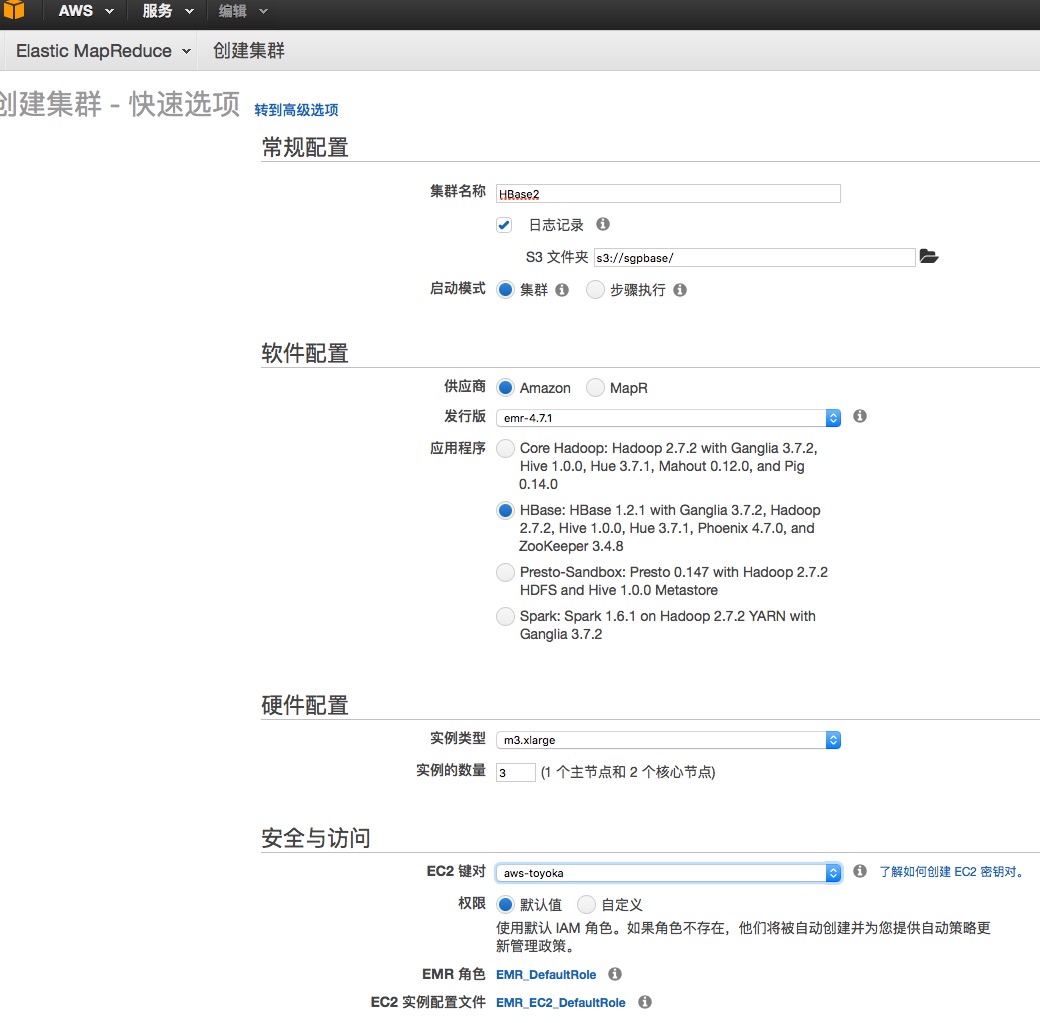 AWS 服务 编辑
Elastic MapReduce 创建集群
创建集群 - 快速选项 转到高级选项
常规配置
集群名称 HBase2
日志记录
S3 文件夹 s3://sgpbase/
启动模式 集群 步骤执行
软件配置
供应商 Amazon MapR
发行版 emr-4.7.1
应用程序 Core Hadoop: Hadoop 2.7.2 with Ganglia 3.7.2,
Hive 1.0.0, Hue 3.7.1, Mahout 0.12.0, and Pig
0.14.0
HBase: HBase 1.2.1 with Ganglia 3.7.2, Hadoop
2.7.2, Hive 1.0.0, Hue 3.7.1, Phoenix 4.7.0, and
ZooKeeper 3.4.8
Presto-Sandbox: Presto 0.147 with Hadoop 2.7.2
HDFS and Hive 1.0.0 Metastore
Spark: Spark 1.6.1 on Hadoop 2.7.2 YARN with
Ganglia 3.7.2
硬件配置
实例类型 m3.xlarge
实例的数量 3 (1 个主节点和 2 个核心节点)
安全与访问
EC2 键对 aws-toyoka 了解如何创建 EC2 密钥对。
权限 默认值 自定义
使用默认 IAM 角色。如果角色不存在，他们将被自动创建并为您提供自动策略更
新管理政策。
EMR 角色 EMR_DefaultRole
EC2 实例配置文件 EMR_EC2_DefaultRole